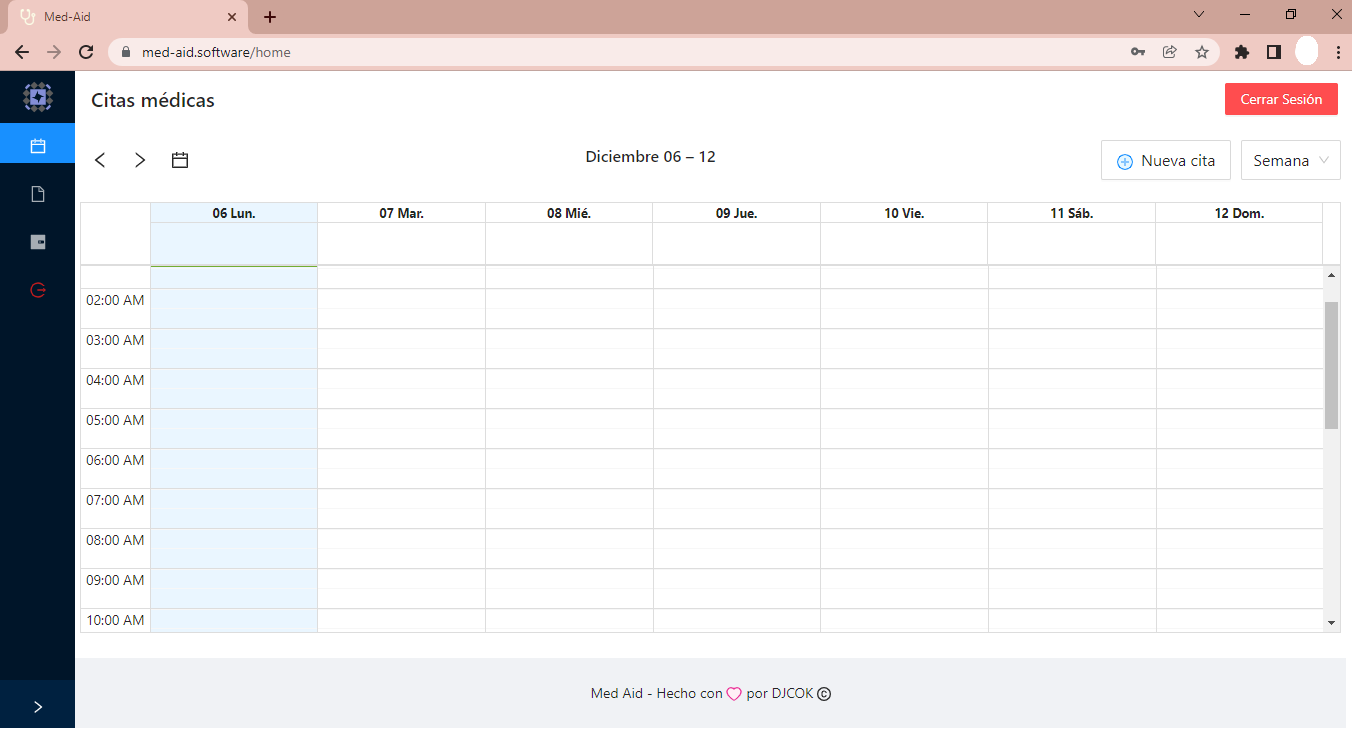 Med-Aid
med-aid.software/home
Citas médicas
Cerrar Sesión
Diciembre 06 – 12
Nueva cita
Semana
06 Lun. 07 Mar. 08 Mié. 09 Jue. 10 Vie. 11 Sáb. 12 Dom.
02:00 AM
03:00 AM
04:00 AM
05:00 AM
06:00 AM
07:00 AM
08:00 AM
09:00 AM
10:00 AM
Med Aid - Hecho con por DJCOK ©